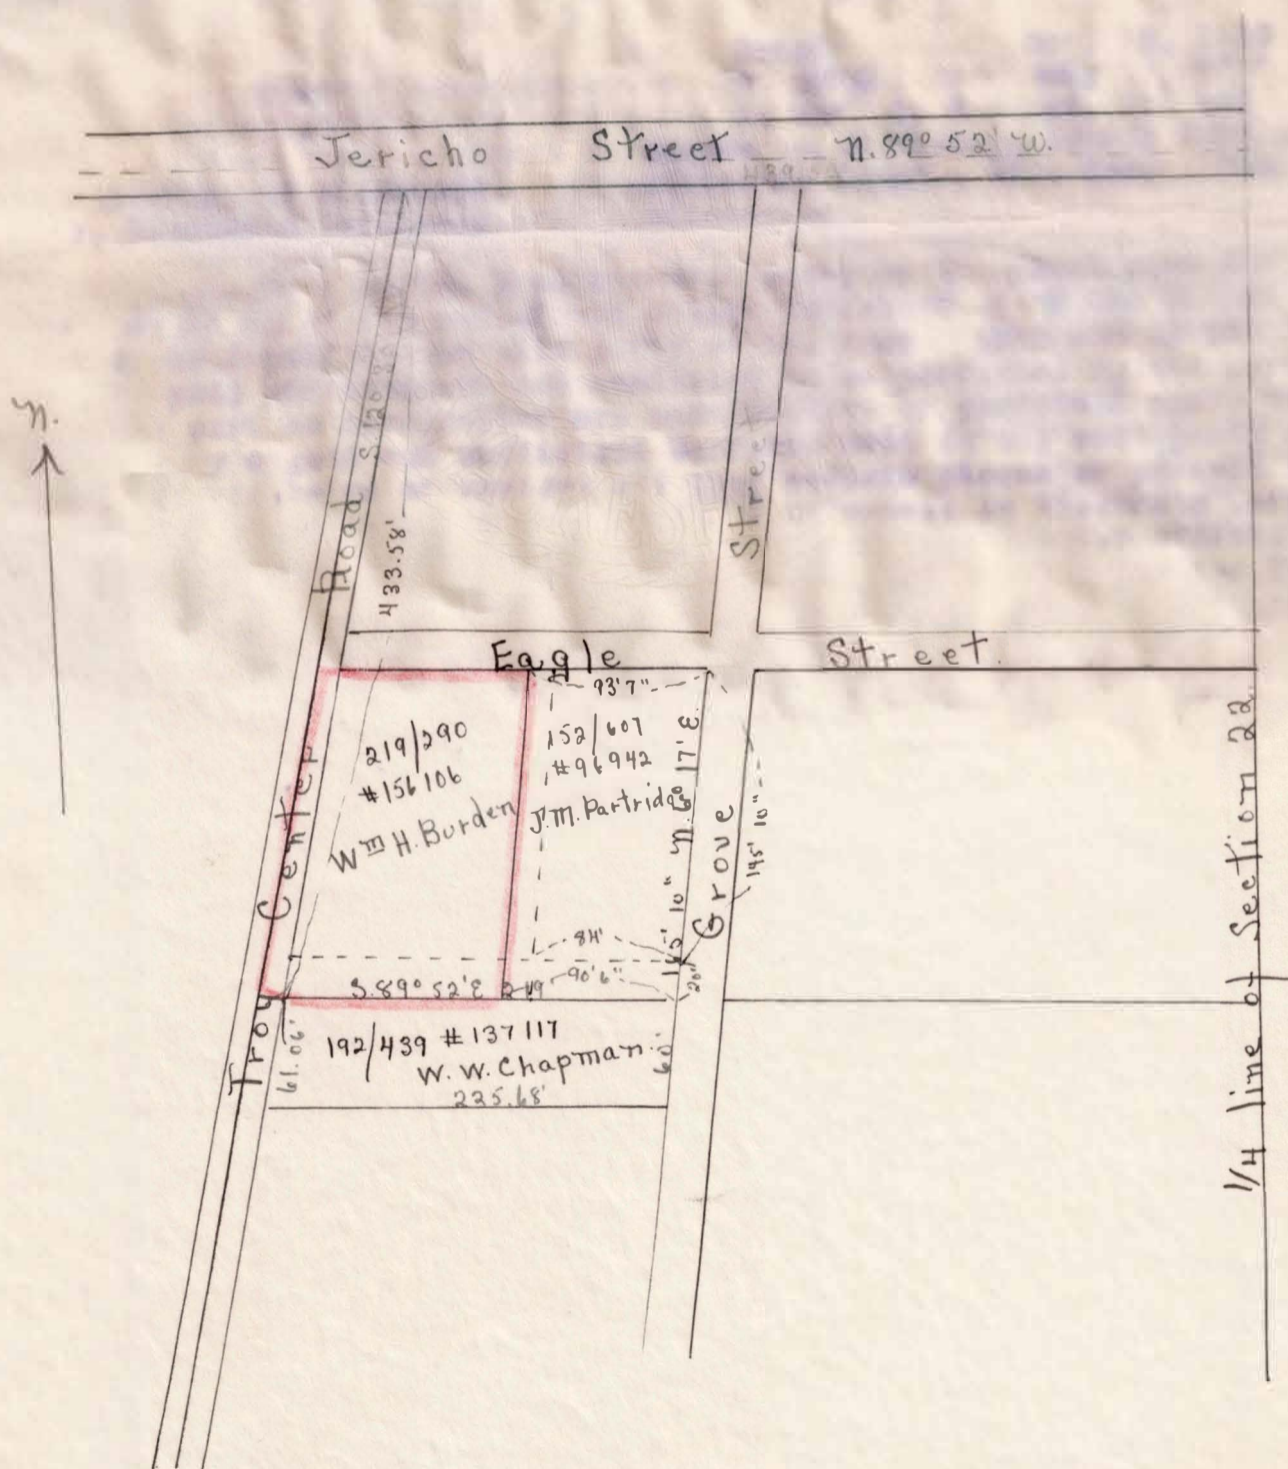 Jericho Street N. 89° 52' W.
N.
Troy Center Road
433.58'
Street
Eagle Street.
93'7"
219/290
#156106
Wm H. Burden
152/607
#96942
J.M. Partridge
10" N. 6° 17' E.
Grove
145' 10"
84'
90'6"
20"
S. 89° 52' E 249
192/439 #137117
W. W. Chapman
225.68'
61.06'
60'
1/4 line of Section 22